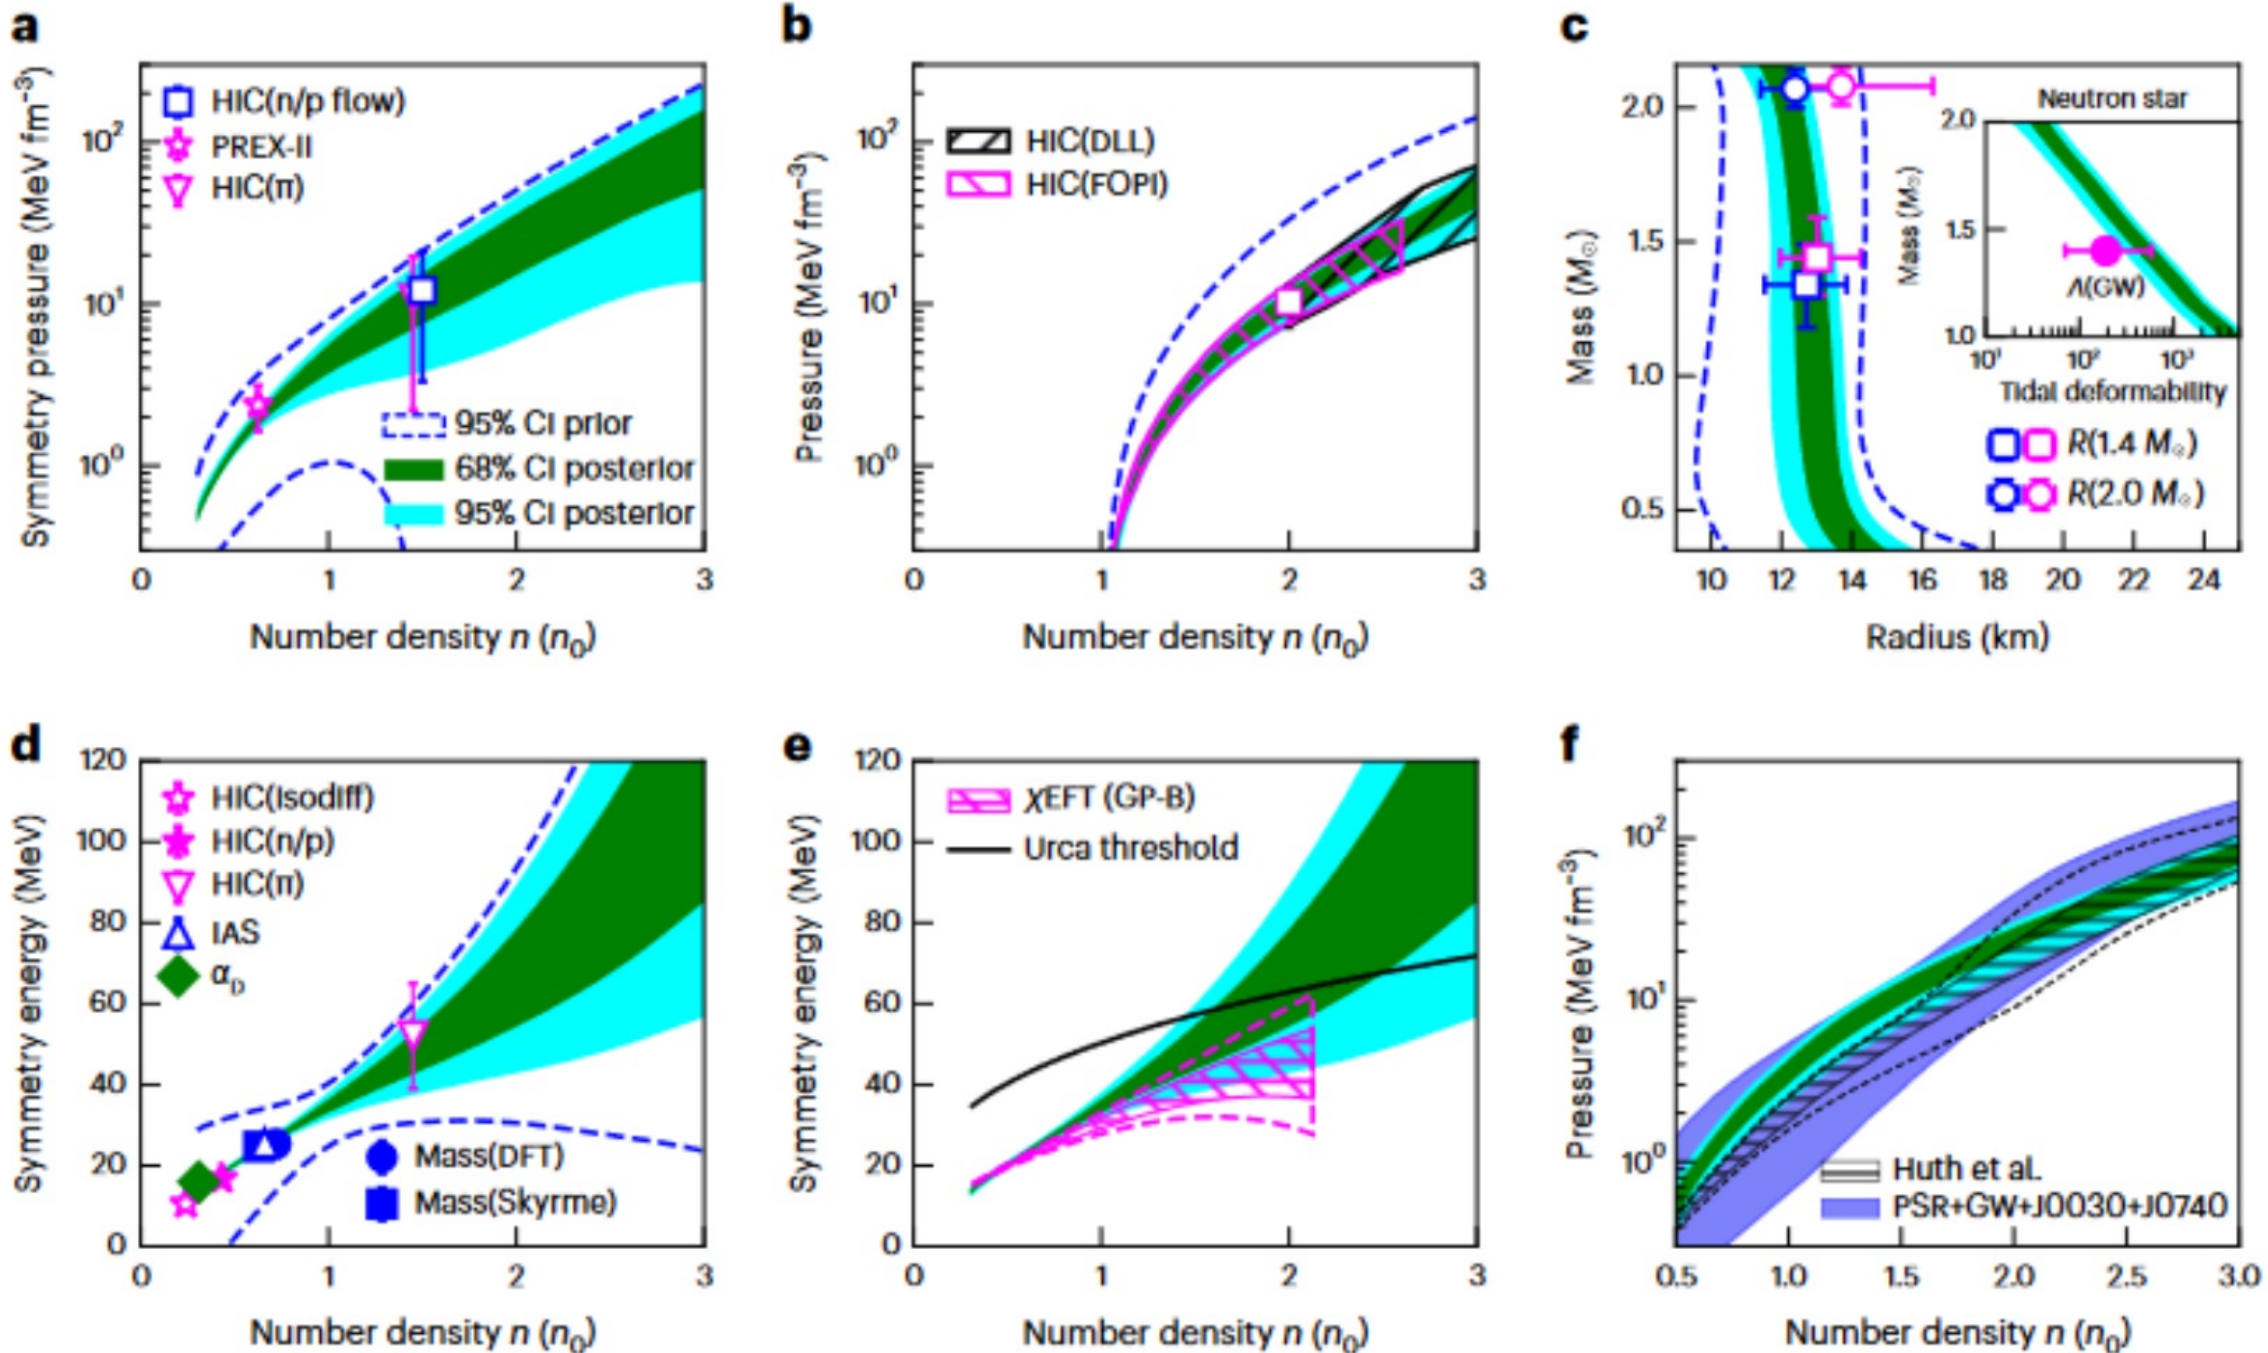 a
Symmetry pressure (MeV fm⁻³)
10²
10¹
10⁰
HIC(n/p flow)
PREX-II
HIC(π)
95% CI prior
68% CI posterior
95% CI posterior
0 1 2 3
Number density n (n₀)
b
Pressure (MeV fm⁻³)
10²
10¹
10⁰
HIC(DLL)
HIC(FOPI)
0 1 2 3
Number density n (n₀)
c
Mass (M☉)
2.0
1.5
1.0
0.5
Neutron star
Mass (M☉)
2.0
1.5
1.0
Λ(GW)
10¹ 10² 10³
Tidal deformability
R(1.4 M☉)
R(2.0 M☉)
10 12 14 16 18 20 22 24
Radius (km)
d
Symmetry energy (MeV)
120
100
80
60
40
20
0
HIC(Isodiff)
HIC(n/p)
HIC(π)
IAS
α_D
Mass(DFT)
Mass(Skyrme)
0 1 2 3
Number density n (n₀)
e
Symmetry energy (MeV)
120
100
80
60
40
20
0
χEFT (GP-B)
Urca threshold
0 1 2 3
Number density n (n₀)
f
Pressure (MeV fm⁻³)
10²
10¹
10⁰
Huth et al.
PSR+GW+J0030+J0740
0.5 1.0 1.5 2.0 2.5 3.0
Number density n (n₀)